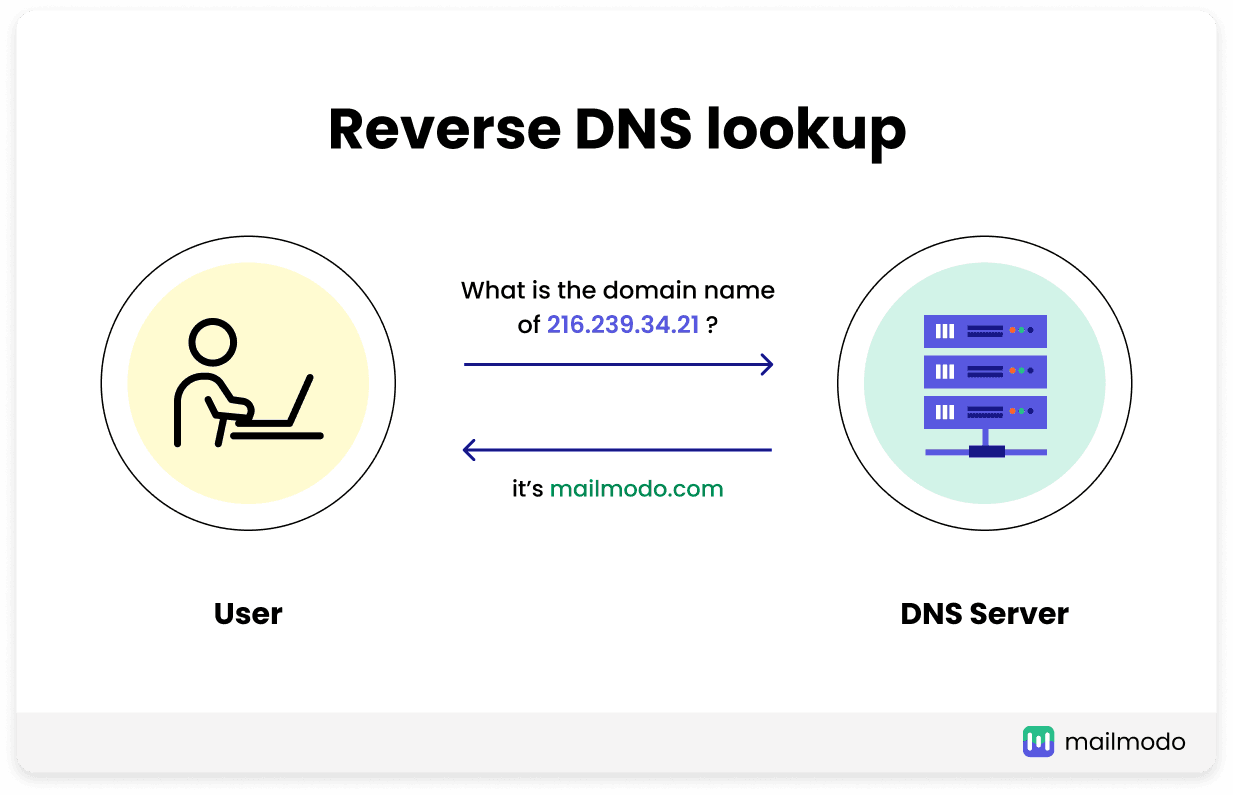 Reverse DNS lookup
What is the domain name
of 216.239.34.21 ?
it’s mailmodo.com
User
DNS Server
mailmodo